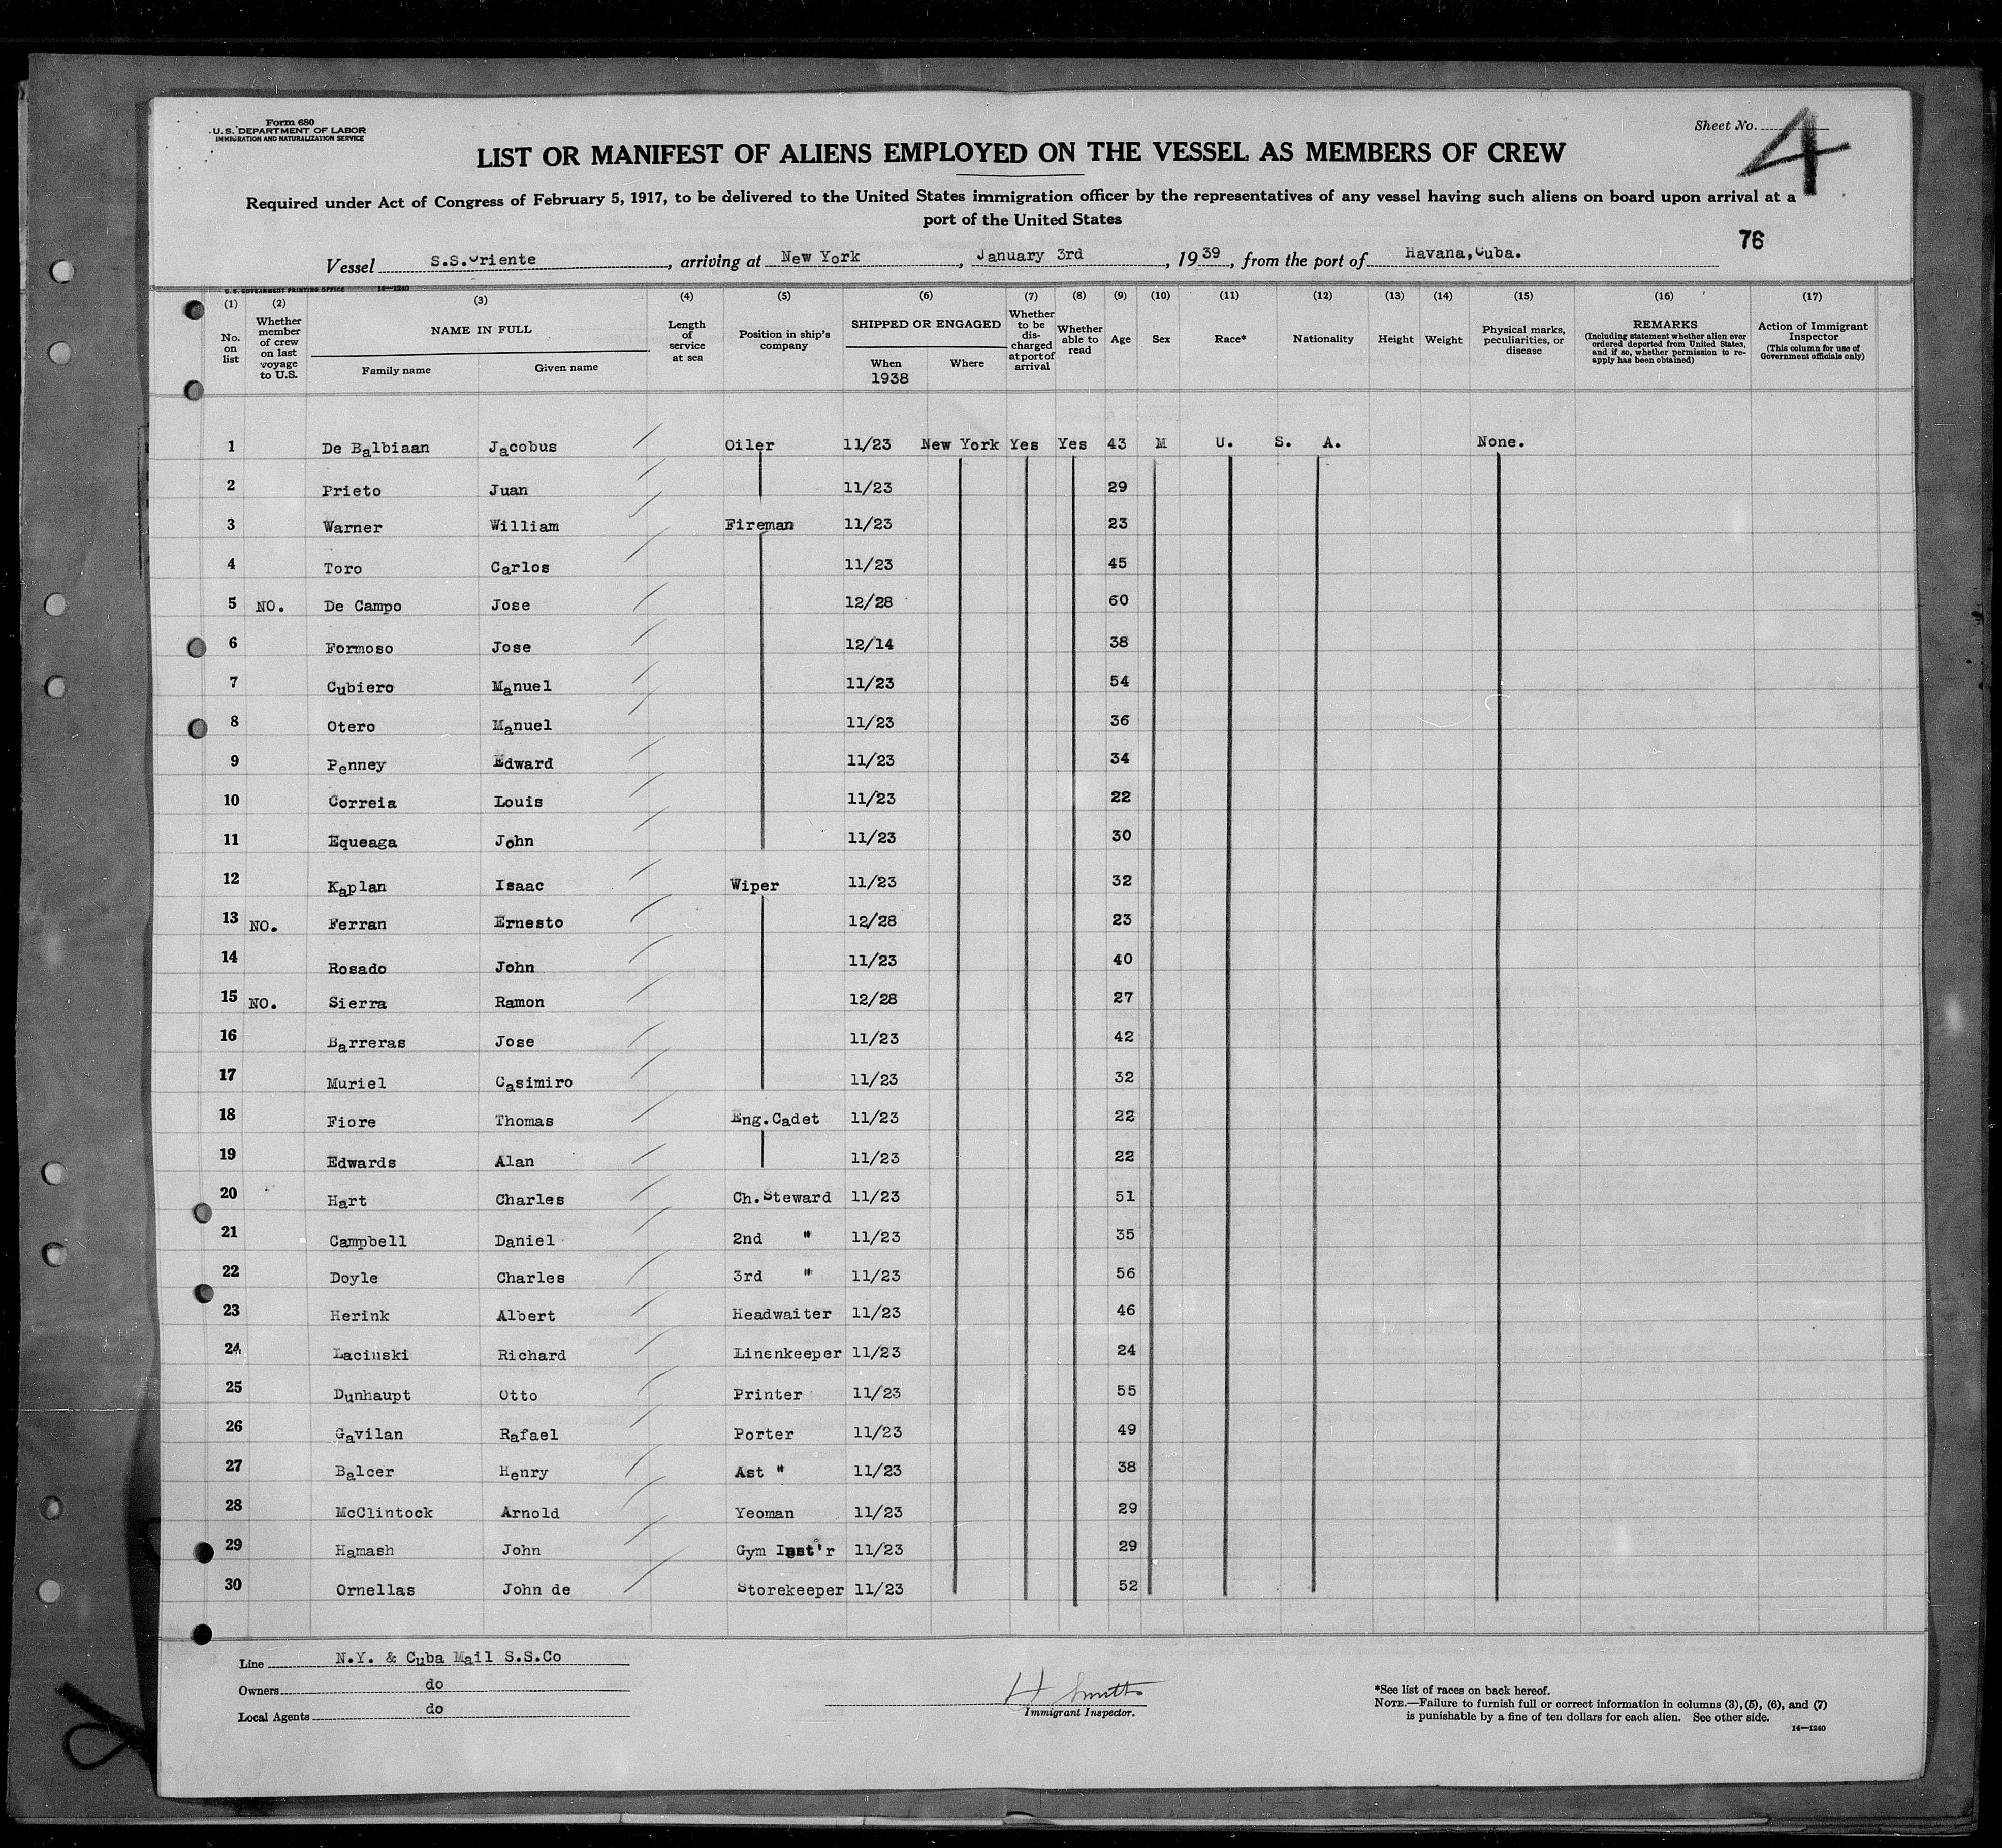 Form 680
U. S. DEPARTMENT OF LABOR
IMMIGRATION AND NATURALIZATION SERVICE
Sheet No. 4
LIST OR MANIFEST OF ALIENS EMPLOYED ON THE VESSEL AS MEMBERS OF CREW
Required under Act of Congress of February 5, 1917, to be delivered to the United States immigration officer by the representatives of any vessel having such aliens on board upon arrival at a
port of the United States
76
Vessel S.S.Oriente, arriving at New York, January 3rd, 1939, from the port of Havana,Cuba.
U. S. GOVERNMENT PRINTING OFFICE 14—1240
(1) (2) (3) (4) (5) (6) (7) (8) (9) (10) (11) (12) (13) (14) (15) (16) (17)
No. on list
Whether member of crew on last voyage to U.S.
NAME IN FULL
Family name Given name
Length of service at sea
Position in ship's company
SHIPPED OR ENGAGED
When Where
1938
Whether to be discharged at port of arrival
Whether able to read
Age
Sex
Race*
Nationality
Height
Weight
Physical marks, peculiarities, or disease
REMARKS
(Including statement whether alien ever ordered deported from United States, and if so, whether permission to re-apply has been obtained)
Action of Immigrant Inspector
(This column for use of Government officials only)
1 De Balbiaan Jacobus Oiler 11/23 New York Yes Yes 43 M U. S. A. None.
2 Prieto Juan 11/23 29
3 Warner William Fireman 11/23 23
4 Toro Carlos 11/23 45
5 NO. De Campo Jose 12/28 60
6 Formoso Jose 12/14 38
7 Cubiero Manuel 11/23 54
8 Otero Manuel 11/23 36
9 Penney Edward 11/23 34
10 Correia Louis 11/23 22
11 Equeaga John 11/23 30
12 Kaplan Isaac Wiper 11/23 32
13 NO. Ferran Ernesto 12/28 23
14 Rosado John 11/23 40
15 NO. Sierra Ramon 12/28 27
16 Barreras Jose 11/23 42
17 Muriel Casimiro 11/23 32
18 Fiore Thomas Eng.Cadet 11/23 22
19 Edwards Alan 11/23 22
20 Hart Charles Ch.Steward 11/23 51
21 Campbell Daniel 2nd " 11/23 35
22 Doyle Charles 3rd " 11/23 56
23 Herink Albert Headwaiter 11/23 46
24 Laciuski Richard Linenkeeper 11/23 24
25 Dunhaupt Otto Printer 11/23 55
26 Gavilan Rafael Porter 11/23 49
27 Balcer Henry Ast " 11/23 38
28 McClintock Arnold Yeoman 11/23 29
29 Hamash John Gym Inst'r 11/23 29
30 Ornellas John de Storekeeper 11/23 52
Line N.Y. & Cuba Mail S.S.Co
Owners do
Local Agents do
H Smith
Immigrant Inspector.
*See list of races on back hereof.
NOTE.—Failure to furnish full or correct information in columns (3), (5), (6), and (7)
is punishable by a fine of ten dollars for each alien. See other side.
14—1240